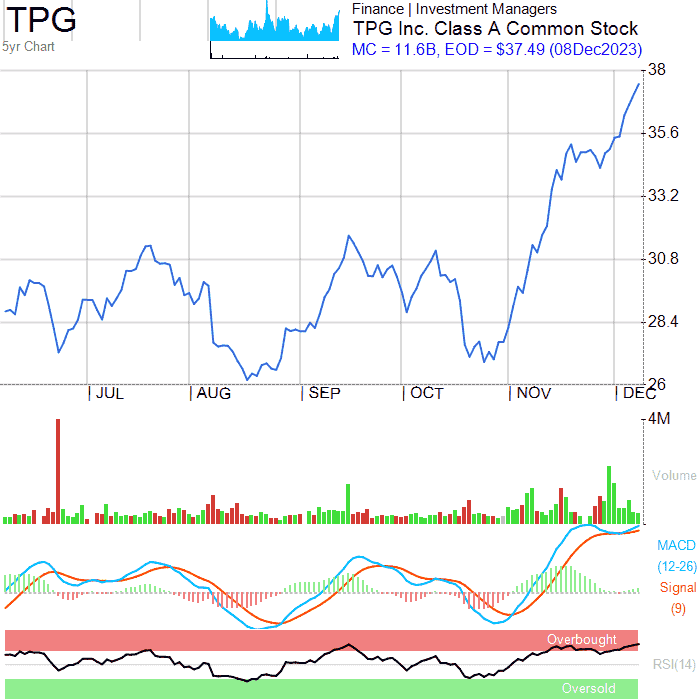 TPG
5yr Chart
Finance | Investment Managers
TPG Inc. Class A Common Stock
MC = 11.6B, EOD = $37.49 (08Dec2023)
38
35.6
33.2
30.8
28.4
26
JUL AUG SEP OCT NOV DEC
4M
Volume
MACD
(12-26)
Signal
(9)
Overbought
RSI(14)
Oversold